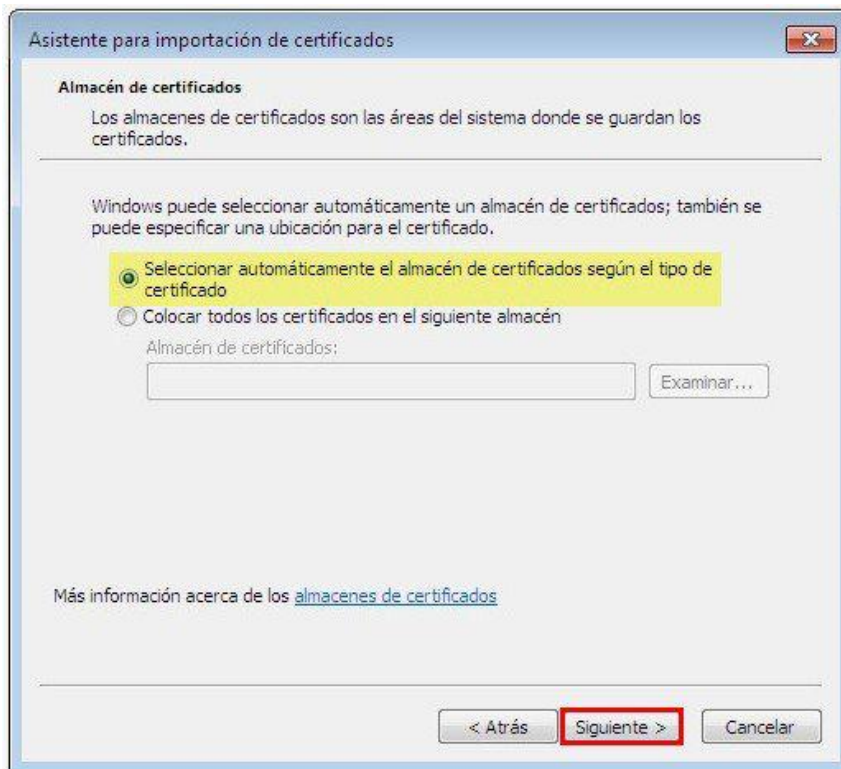 Asistente para importación de certificados
Almacén de certificados
Los almacenes de certificados son las áreas del sistema donde se guardan los
certificados.
Windows puede seleccionar automáticamente un almacén de certificados; también se
puede especificar una ubicación para el certificado.
Seleccionar automáticamente el almacén de certificados según el tipo de
certificado
Colocar todos los certificados en el siguiente almacén
Almacén de certificados:
Examinar...
Más información acerca de los almacenes de certificados
< Atrás Siguiente > Cancelar